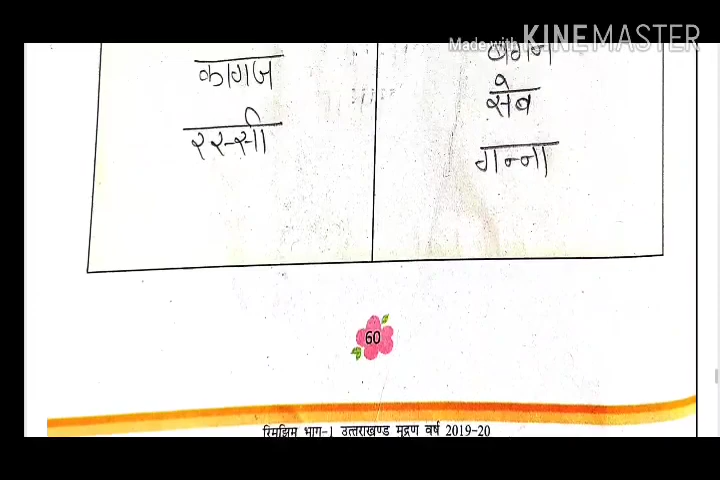 Made with KINEMASTER
कागज
रस्सी
सेब
गन्ना
60
रिमझिम भाग-1 उत्तराखण्ड मुद्रण वर्ष 2019-20